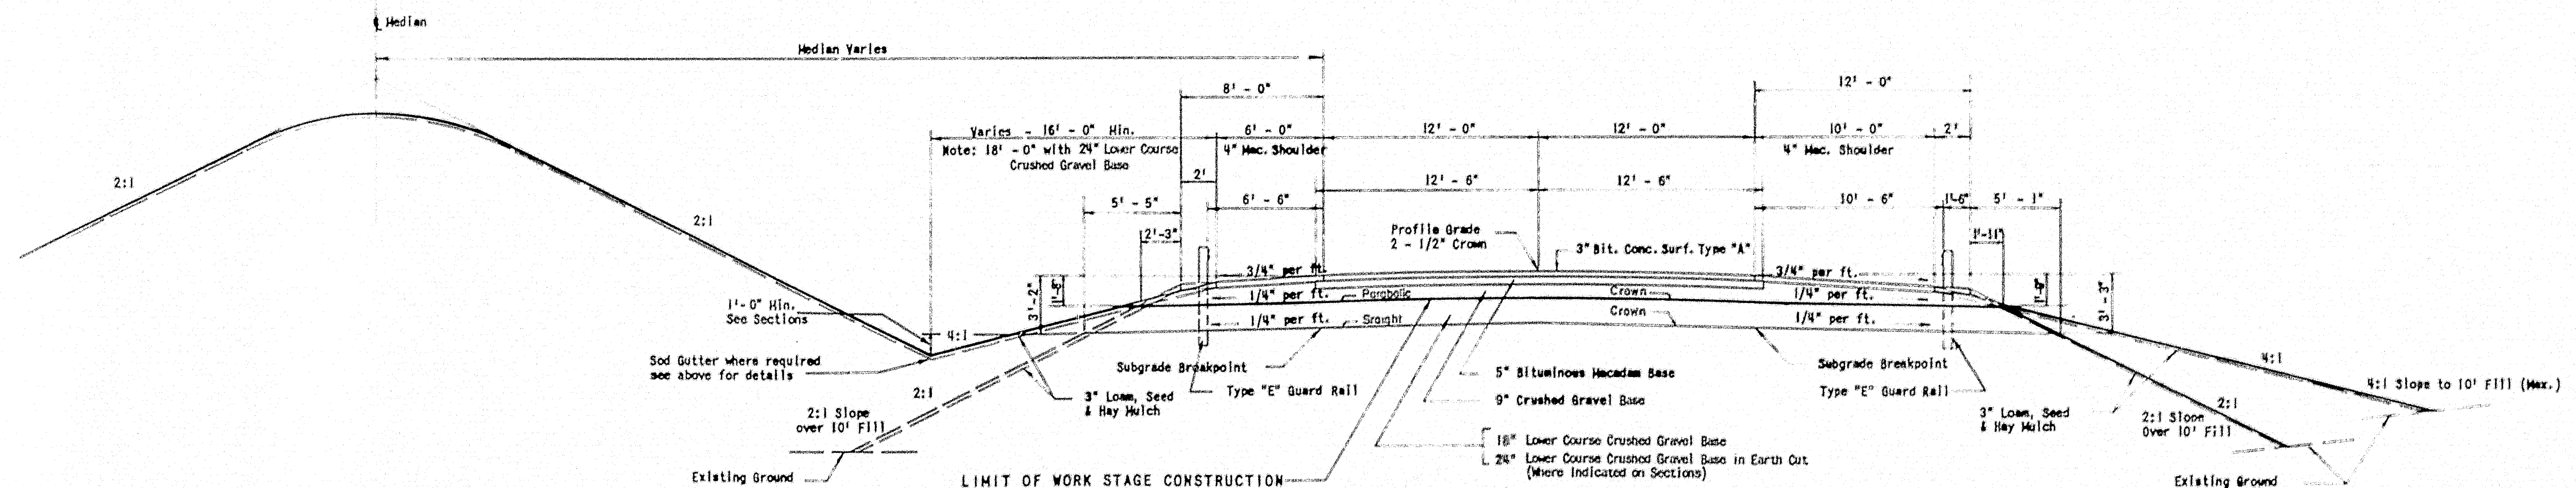 ℄ Median
Median Varies
12' - 0"
8' - 0"
Varies - 16' - 0" Min.
6' - 0"
12' - 0"
12' - 0"
10' - 0"
2'
Note: 18' - 0" with 24" Lower Course
Crushed Gravel Base
4" Mac. Shoulder
4" Mac. Shoulder
2'
12' - 6"
12' - 6"
2:1
5' - 5"
6' - 6"
10' - 6"
1'-6"
5' - 1"
2:1
2'-3"
Profile Grade
2 - 1/2" Crown
3" Bit. Conc. Surf. Type "A"
1'-11"
3/4" per ft.
3/4" per ft.
3'-2"
1'-8"
1/4" per ft.
Parabolic
Crown
1/4" per ft.
3'-3"
1'-0" Min.
See Sections
4:1
1/4" per ft.
Sraight
Crown
1/4" per ft.
Sod Gutter where required
see above for details
Subgrade Breakpoint
Subgrade Breakpoint
4:1
5" Bituminous Macadam Base
2:1
3" Loam, Seed
& Hay Mulch
Type "E" Guard Rail
Type "E" Guard Rail
4:1 Slope to 10' Fill (Max.)
9" Crushed Gravel Base
2:1
2:1 Slope
over 10' Fill
3" Loam, Seed
& Hay Mulch
2:1 Slope
Over 10' Fill
18" Lower Course Crushed Gravel Base
24" Lower Course Crushed Gravel Base in Earth Cut
(Where Indicated on Sections)
Existing Ground
LIMIT OF WORK STAGE CONSTRUCTION
Existing Ground